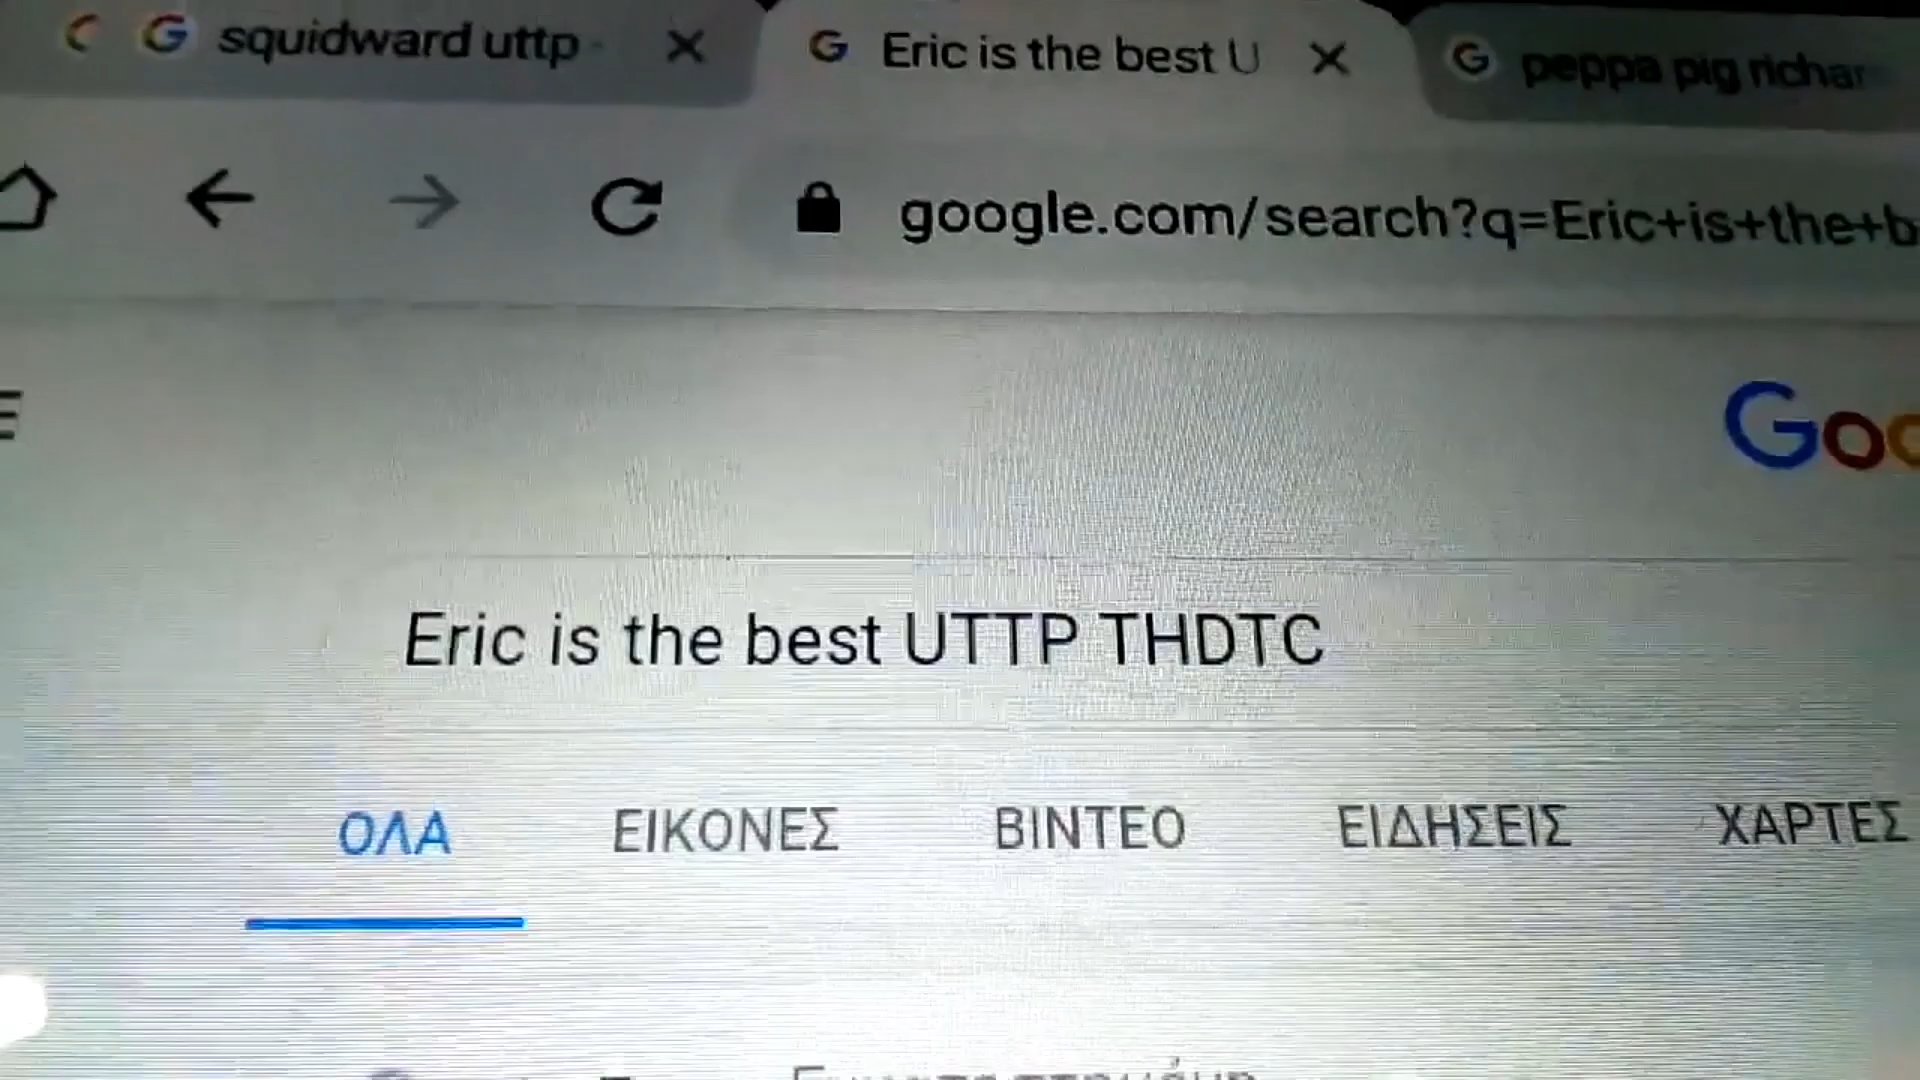 squidward uttp -
Eric is the best U
peppa pig richar
google.com/search?q=Eric+is+the+b
Goo
Eric is the best UTTP THDTC
ΟΛΑ ΕΙΚΟΝΕΣ ΒΙΝΤΕΟ ΕΙΔΗΣΕΙΣ ΧΑΡΤΕΣ